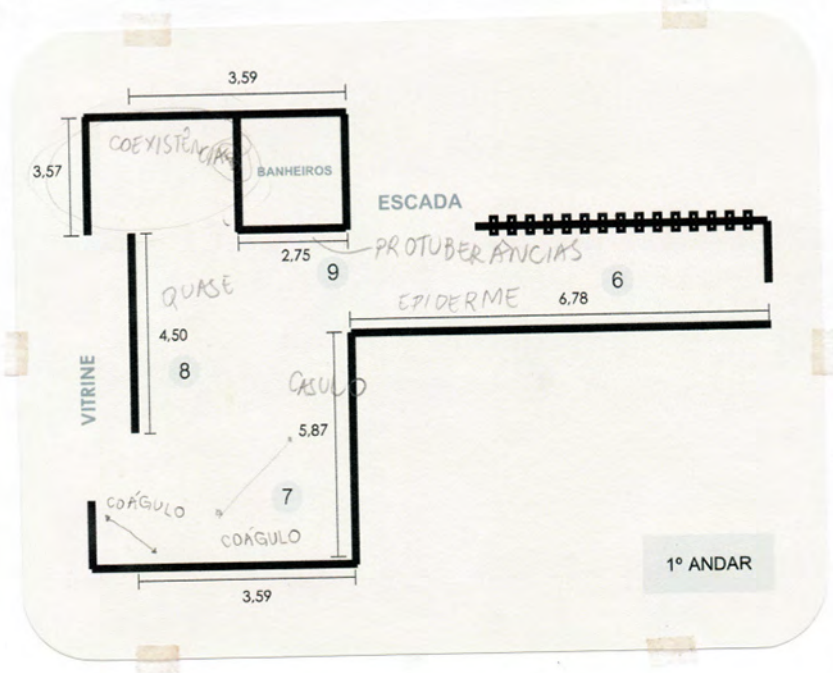 3,59
3,57
COEXISTÊNCIAS
BANHEIROS
ESCADA
2,75
PROTUBERÂNCIAS
9
6
QUASE
EPIDERME
6,78
4,50
8
VITRINE
CASULO
5,87
7
COÁGULO
COÁGULO
1º ANDAR
3,59